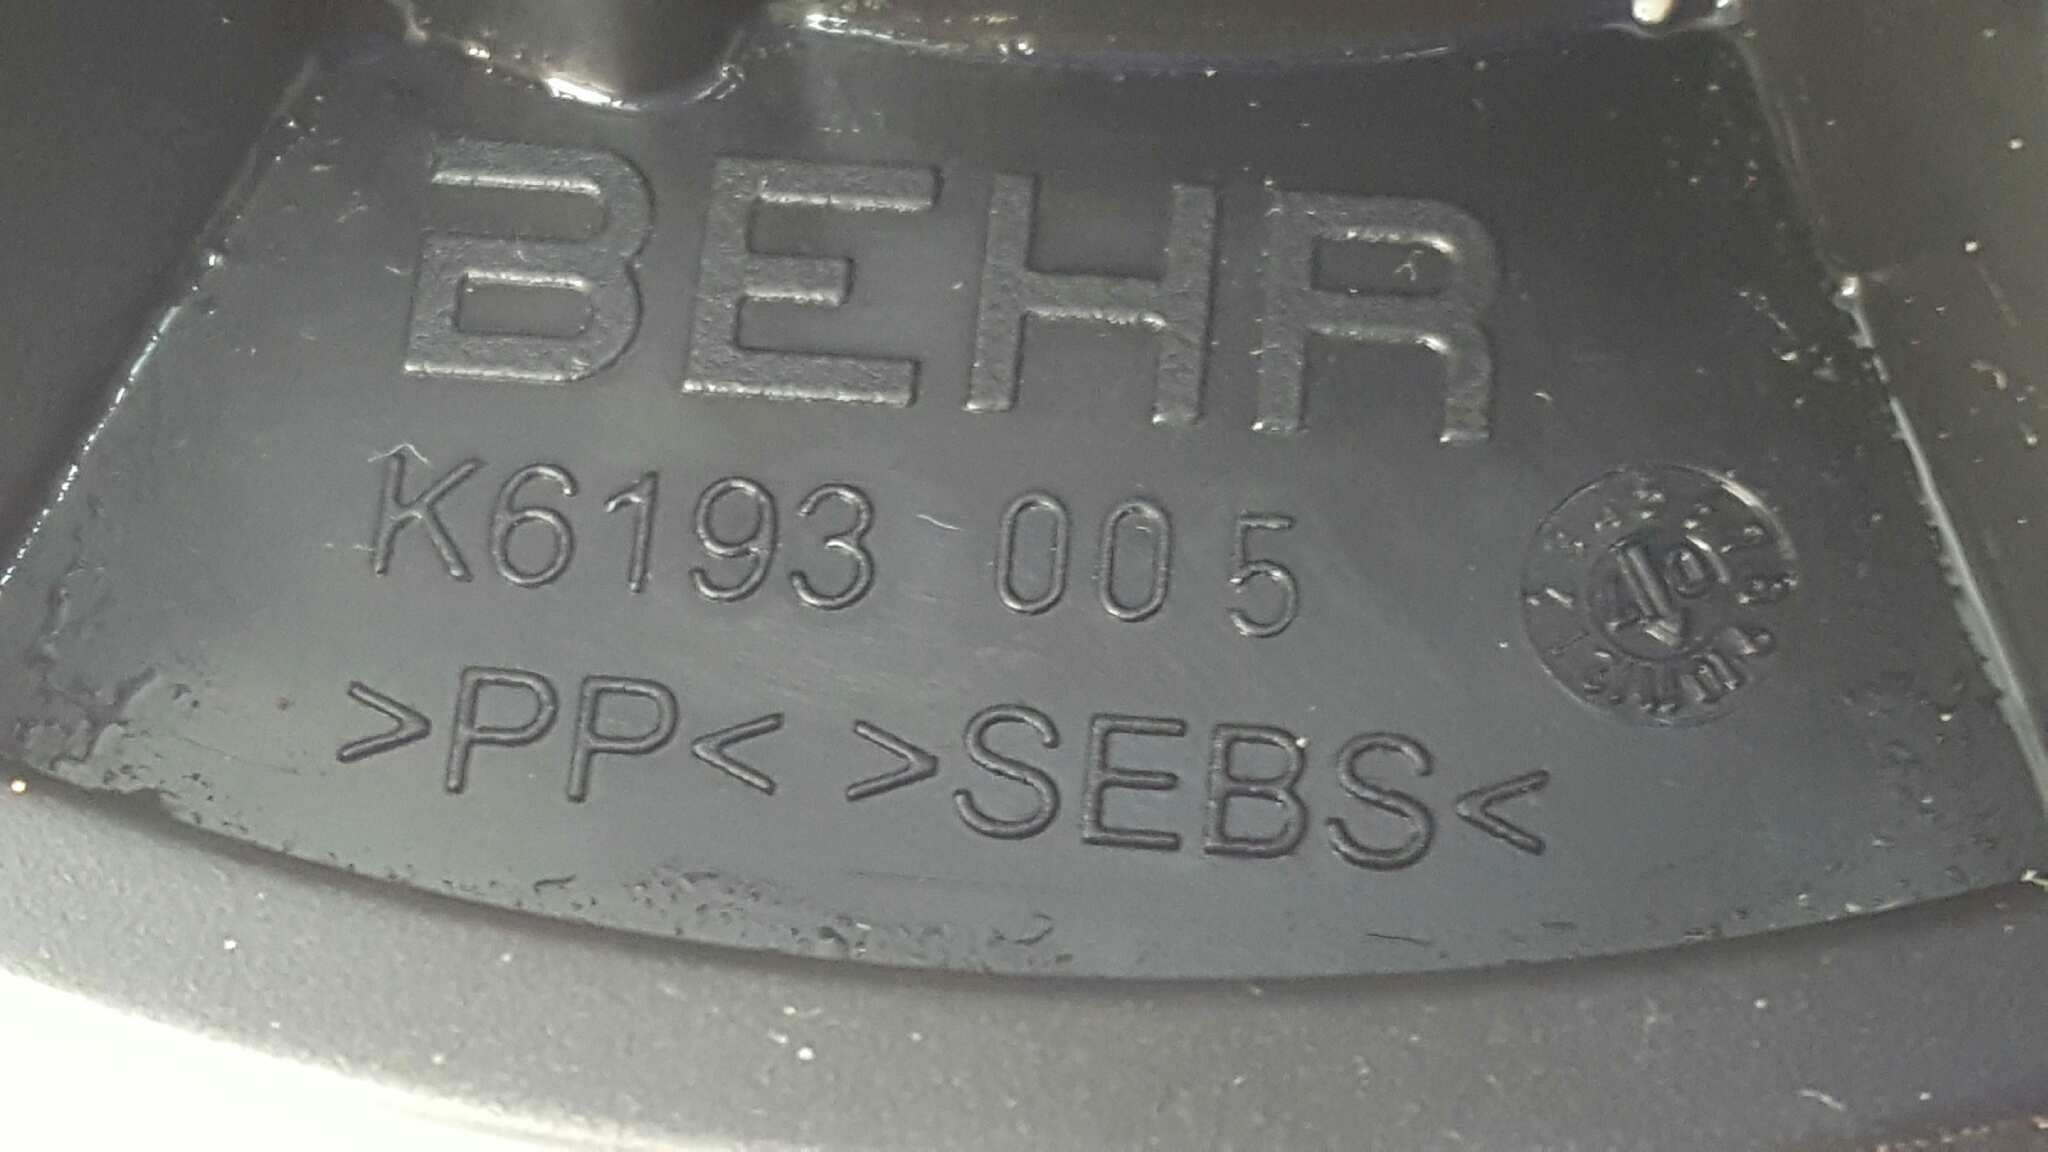 BEHR
K6193 005
>PP< >SEBS<